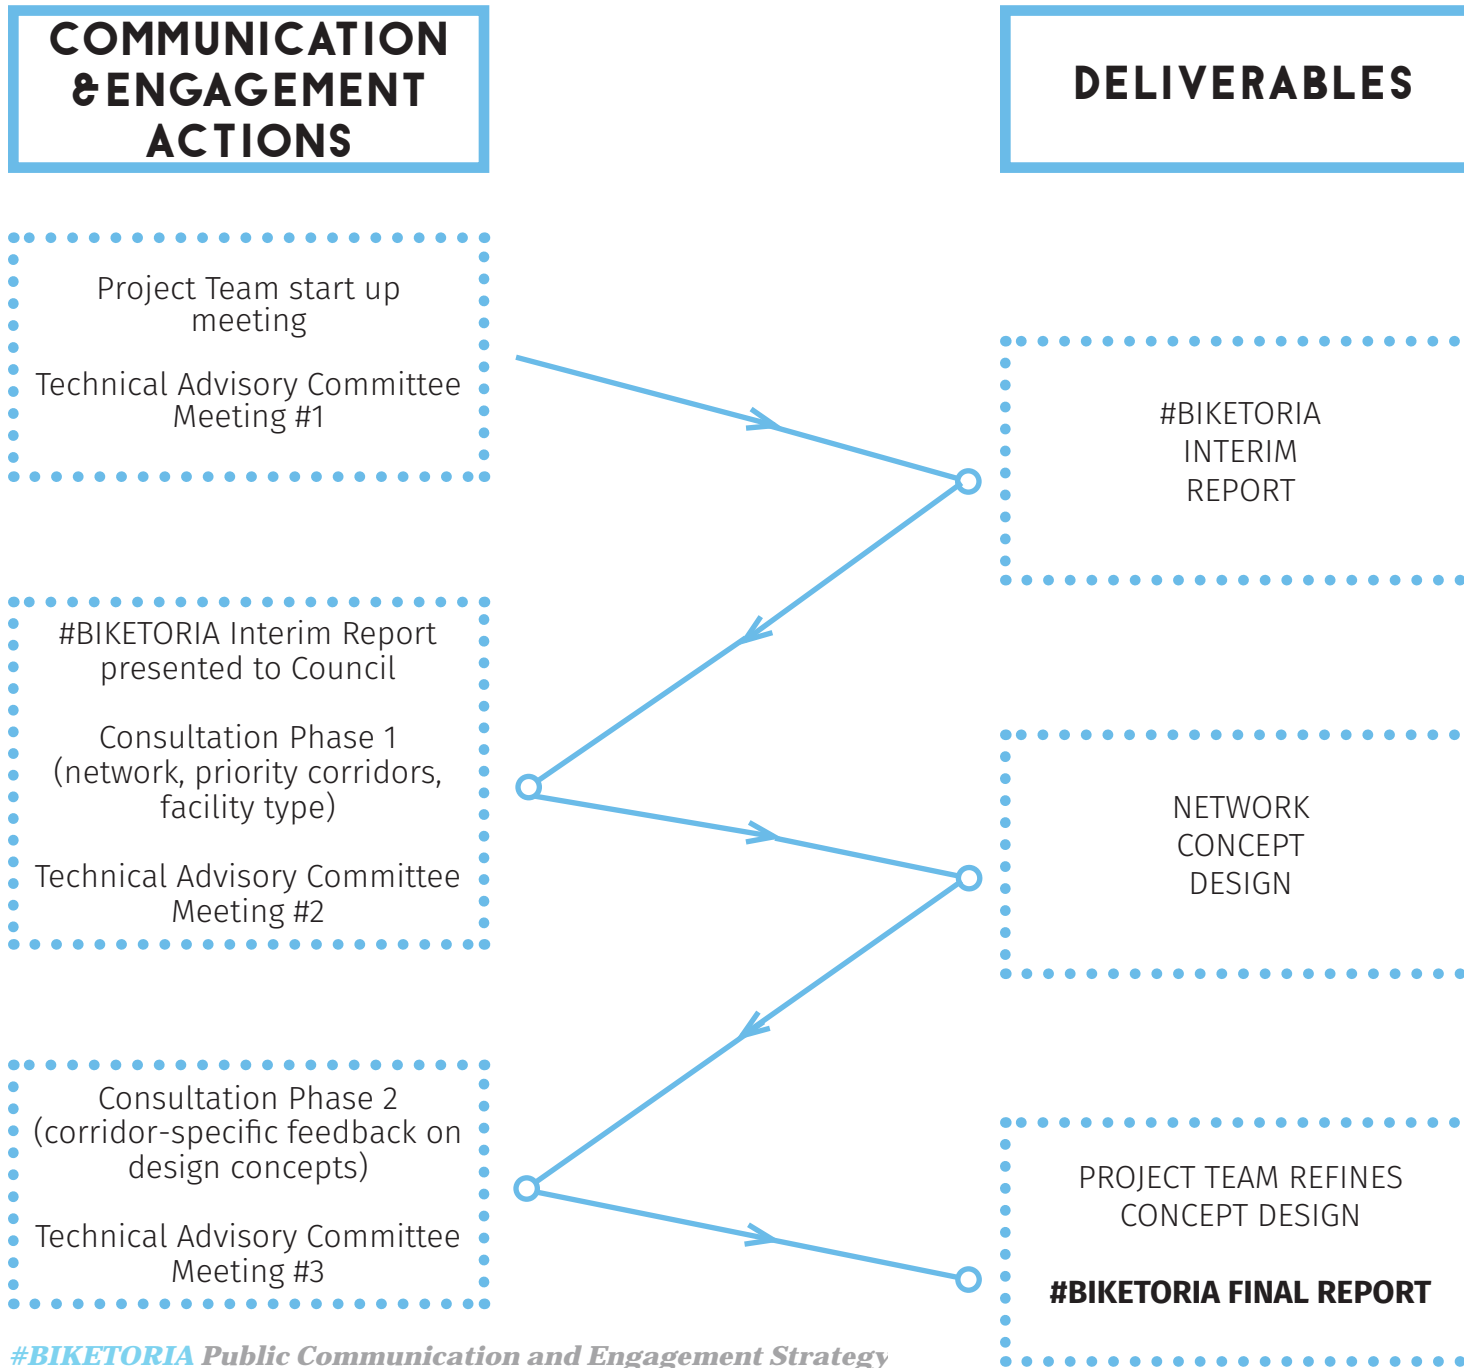 COMMUNICATION
& ENGAGEMENT
ACTIONS
DELIVERABLES
Project Team start up
meeting
Technical Advisory Committee
Meeting #1
#BIKETORIA
INTERIM
REPORT
#BIKETORIA Interim Report
presented to Council
Consultation Phase 1
(network, priority corridors,
facility type)
Technical Advisory Committee
Meeting #2
NETWORK
CONCEPT
DESIGN
Consultation Phase 2
(corridor-specific feedback on
design concepts)
Technical Advisory Committee
Meeting #3
PROJECT TEAM REFINES
CONCEPT DESIGN
#BIKETORIA FINAL REPORT
#BIKETORIA Public Communication and Engagement Strategy